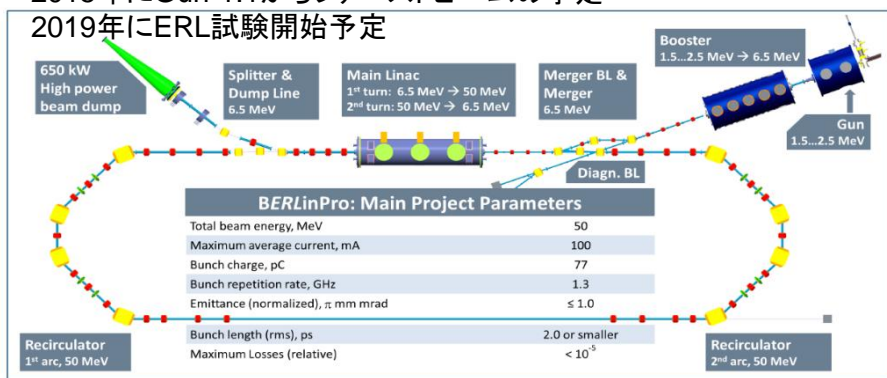 2019年にERL試験開始予定
650 kW
High power
beam dump
Splitter &
Dump Line
6.5 MeV
Main Linac
1st turn: 6.5 MeV → 50 MeV
2nd turn: 50 MeV → 6.5 MeV
Merger BL &
Merger
6.5 MeV
Booster
1.5...2.5 MeV → 6.5 MeV
Gun
1.5...2.5 MeV
Diagn. BL
BERLinPro: Main Project Parameters
Total beam energy, MeV 50
Maximum average current, mA 100
Bunch charge, pC 77
Bunch repetition rate, GHz 1.3
Emittance (normalized), π mm mrad ≤ 1.0
Bunch length (rms), ps 2.0 or smaller
Maximum Losses (relative) < 10-5
Recirculator
1st arc, 50 MeV
Recirculator
2nd arc, 50 MeV